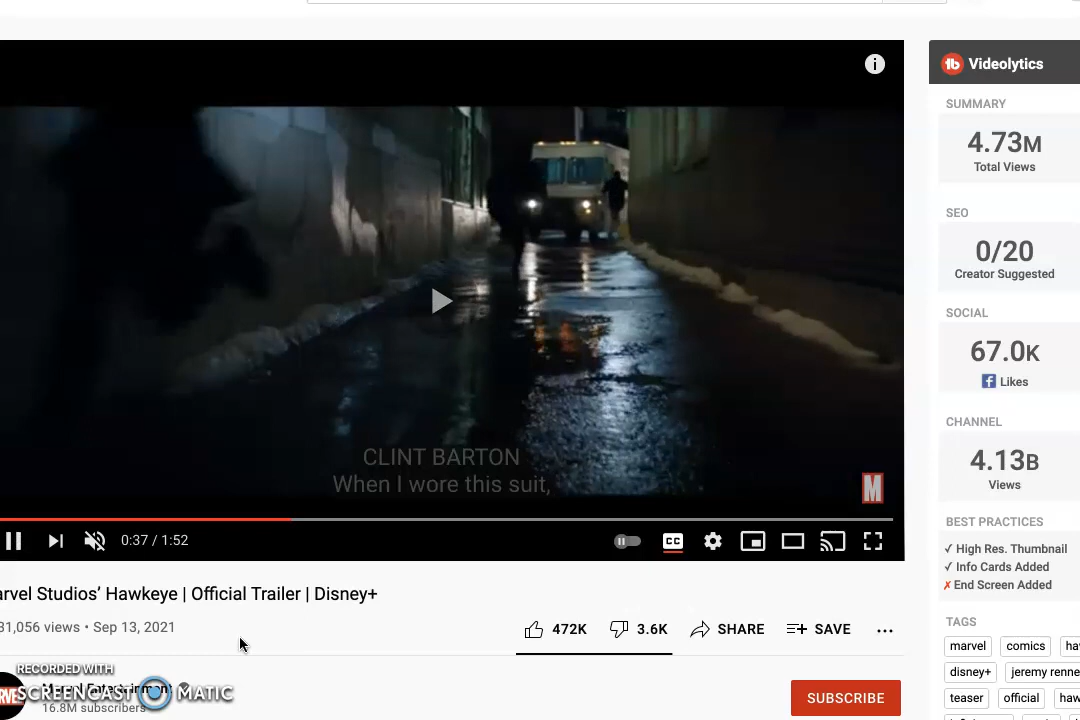 Videolytics
SUMMARY
4.73M
Total Views
SEO
0/20
Creator Suggested
SOCIAL
67.0K
Likes
CHANNEL
4.13B
Views
BEST PRACTICES
✓ High Res. Thumbnail
✓ Info Cards Added
✗ End Screen Added
TAGS
marvel comics
disney+
teaser official
CLINT BARTON
When I wore this suit,
M
CC
0:37 / 1:52
arvel Studios’ Hawkeye | Official Trailer | Disney+
31,056 views • Sep 13, 2021
472K 3.6K SHARE SAVE
RECORDED WITH
SCREENCAST MATIC
Marvel Entertainment
16.8M subscribers
SUBSCRIBE